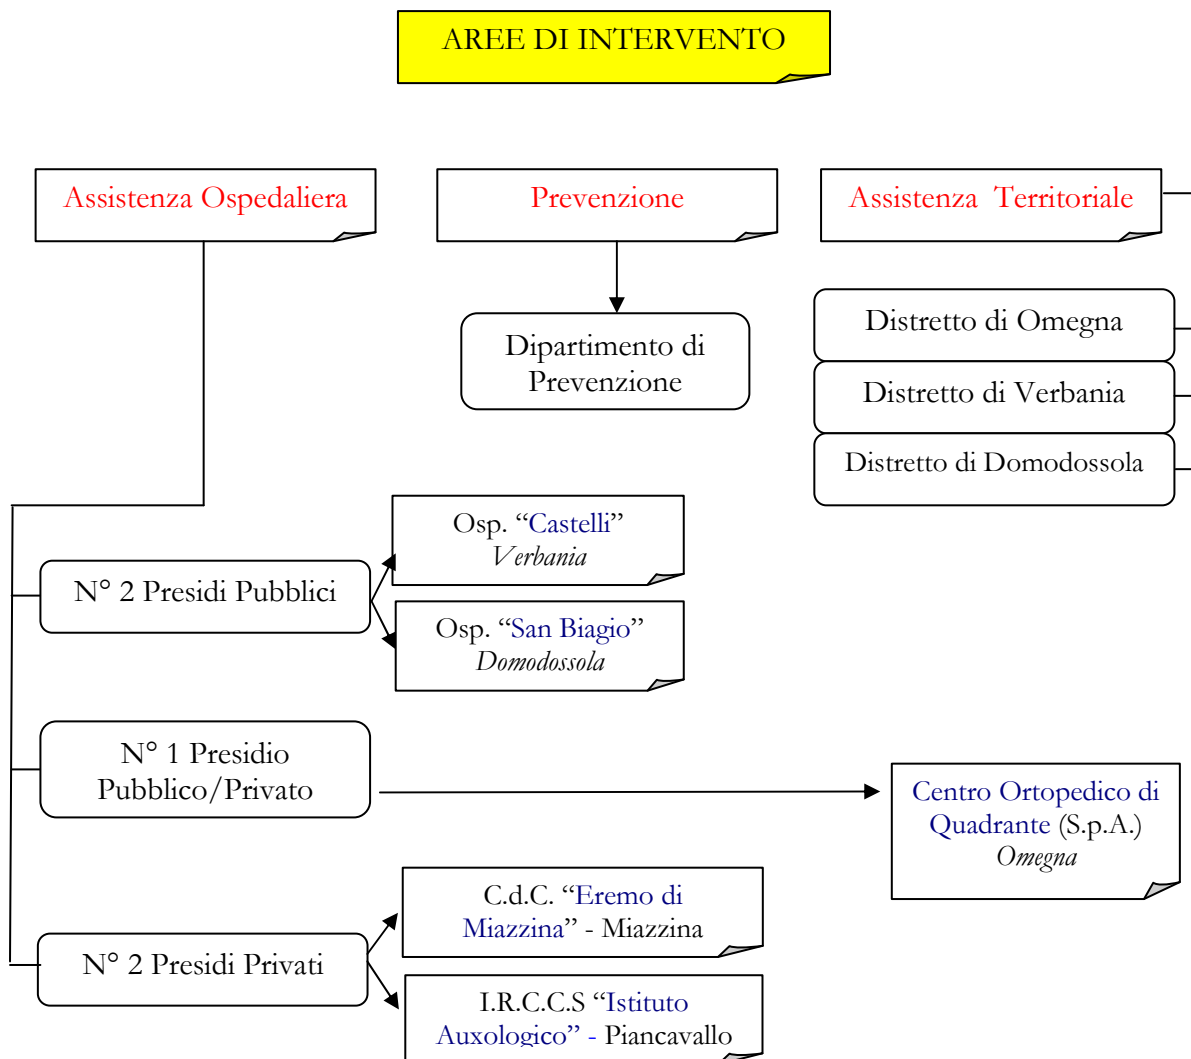 AREE DI INTERVENTO
Assistenza Ospedaliera
Prevenzione
Assistenza  Territoriale
Dipartimento di
Prevenzione
Distretto di Omegna
Distretto di Verbania
Distretto di Domodossola
Osp. “Castelli”
Verbania
N° 2 Presidi Pubblici
Osp. “San Biagio”
Domodossola
N° 1 Presidio
Pubblico/Privato
Centro Ortopedico di
Quadrante (S.p.A.)
Omegna
C.d.C. “Eremo di
Miazzina” - Miazzina
N° 2 Presidi Privati
I.R.C.C.S “Istituto
Auxologico” - Piancavallo